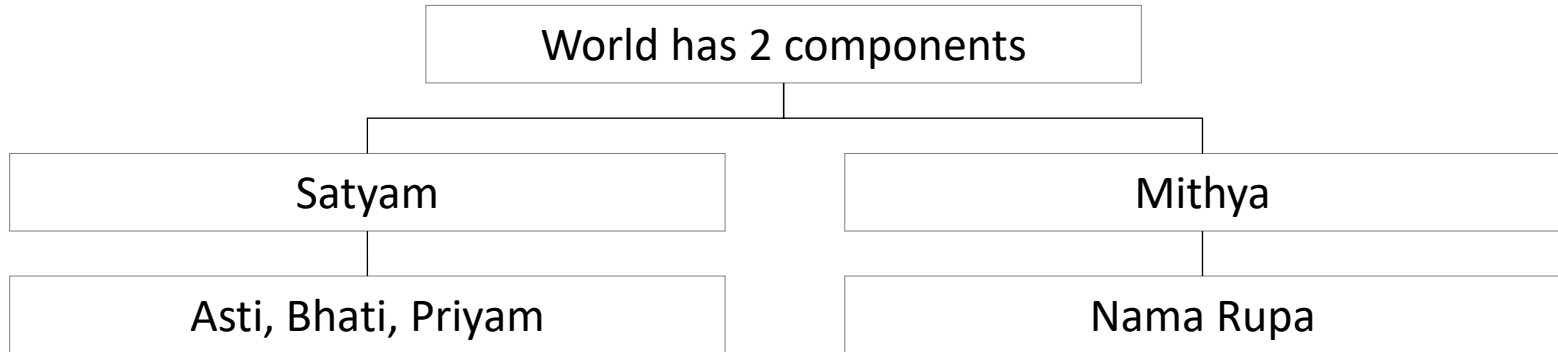 World has 2 components
Satyam
Mithya
Asti, Bhati, Priyam
Nama Rupa